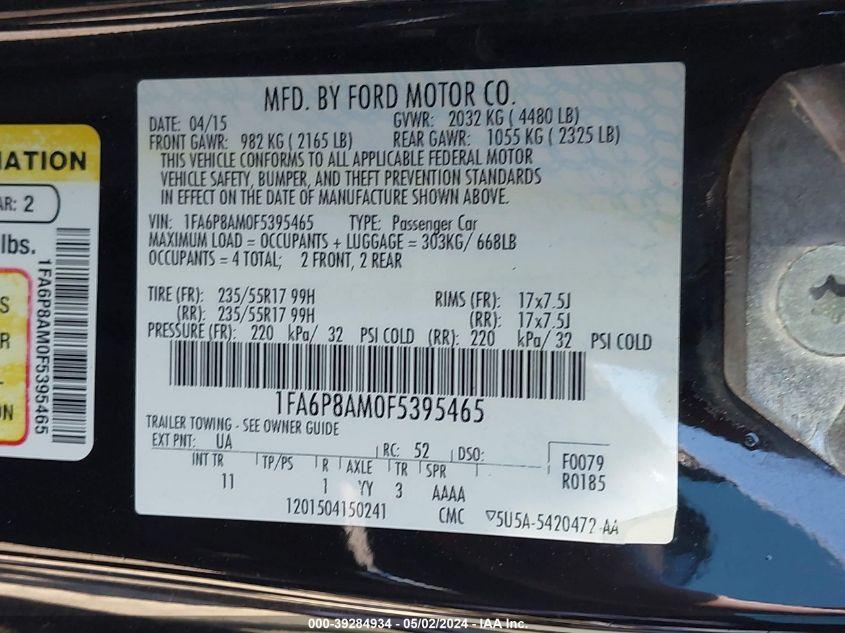 MFD. BY FORD MOTOR CO.
DATE: 04/15 GVWR: 2032 KG ( 4480 LB)
FRONT GAWR: 982 KG ( 2165 LB) REAR GAWR: 1055 KG ( 2325 LB)
THIS VEHICLE CONFORMS TO ALL APPLICABLE FEDERAL MOTOR
VEHICLE SAFETY, BUMPER, AND THEFT PREVENTION STANDARDS
IN EFFECT ON THE DATE OF MANUFACTURE SHOWN ABOVE.
VIN: 1FA6P8AM0F5395465 TYPE: Passenger Car
MAXIMUM LOAD = OCCUPANTS + LUGGAGE = 303KG/ 668LB
OCCUPANTS = 4 TOTAL; 2 FRONT, 2 REAR
TIRE (FR): 235/55R17 99H RIMS (FR): 17x7.5J
(RR): 235/55R17 99H (RR): 17x7.5J
PRESSURE (FR): 220 kPa/ 32 PSI COLD (RR): 220 kPa/ 32 PSI COLD
1FA6P8AM0F5395465
TRAILER TOWING - SEE OWNER GUIDE
EXT PNT: UA RC: 52 DSO: F0079
INT TR TP/PS R AXLE TR SPR R0185
11 1 YY 3 AAAA
1201504150241 CMC ▽5U5A-5420472-AA
MATION
AR: 2
lbs.
S
R
L-
ON
1FA6P8AM0F5395465
000-39284934 - 05/02/2024 - IAA Inc.